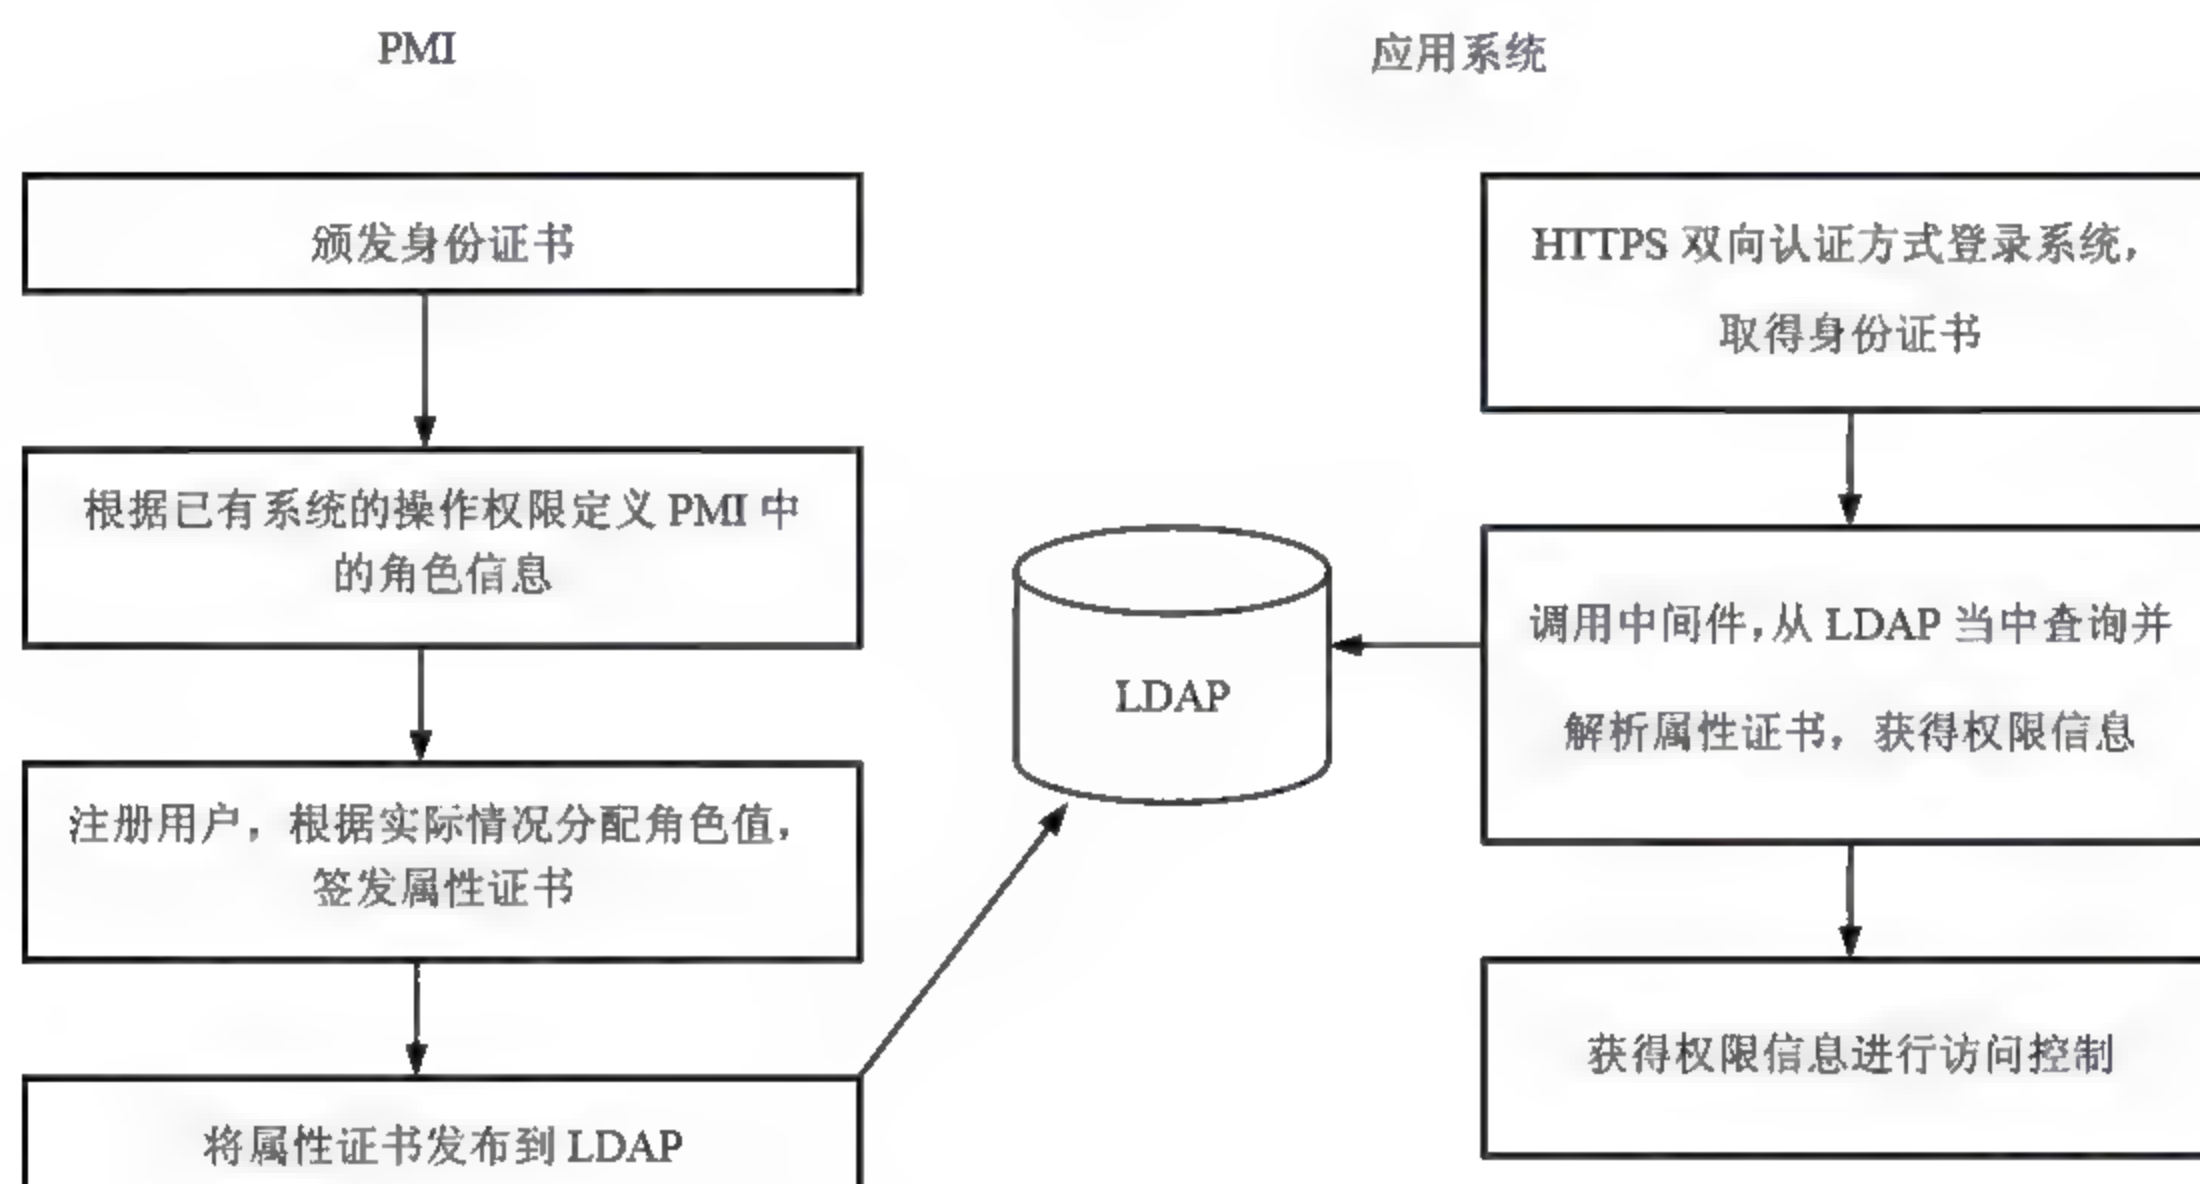 PMI
应用系统
颁发身份证书
根据已有系统的操作权限定义 PMI 中
的角色信息
注册用户，根据实际情况分配角色值，
签发属性证书
将属性证书发布到 LDAP
LDAP
HTTPS 双向认证方式登录系统，
取得身份证书
调用中间件，从 LDAP 当中查询并
解析属性证书，获得权限信息
获得权限信息进行访问控制